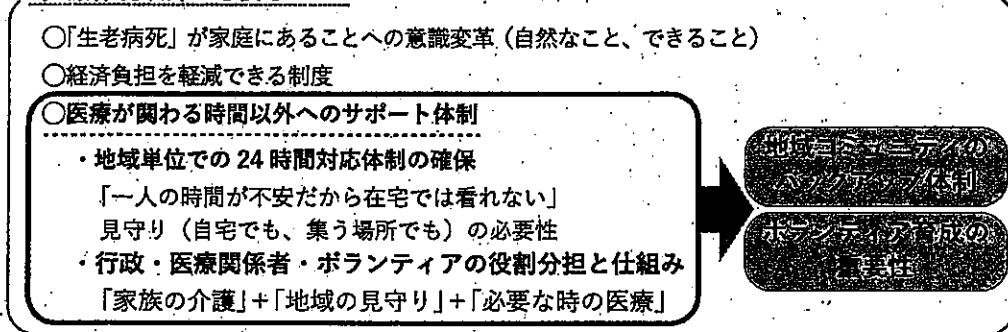 ○「生老病死」が家庭にあることへの意識変革（自然なこと、できること）
○経済負担を軽減できる制度
○医療が関わる時間以外へのサポート体制
・地域単位での24時間対応体制の確保
「一人の時間が不安だから在宅では看れない」
見守り（自宅でも、集う場所でも）の必要性
・行政・医療関係者・ボランティアの役割分担と仕組み
「家族の介護」+「地域の見守り」+「必要な時の医療」
地域コミュニティの
バックアップ体制
ボランティア育成の
重要性